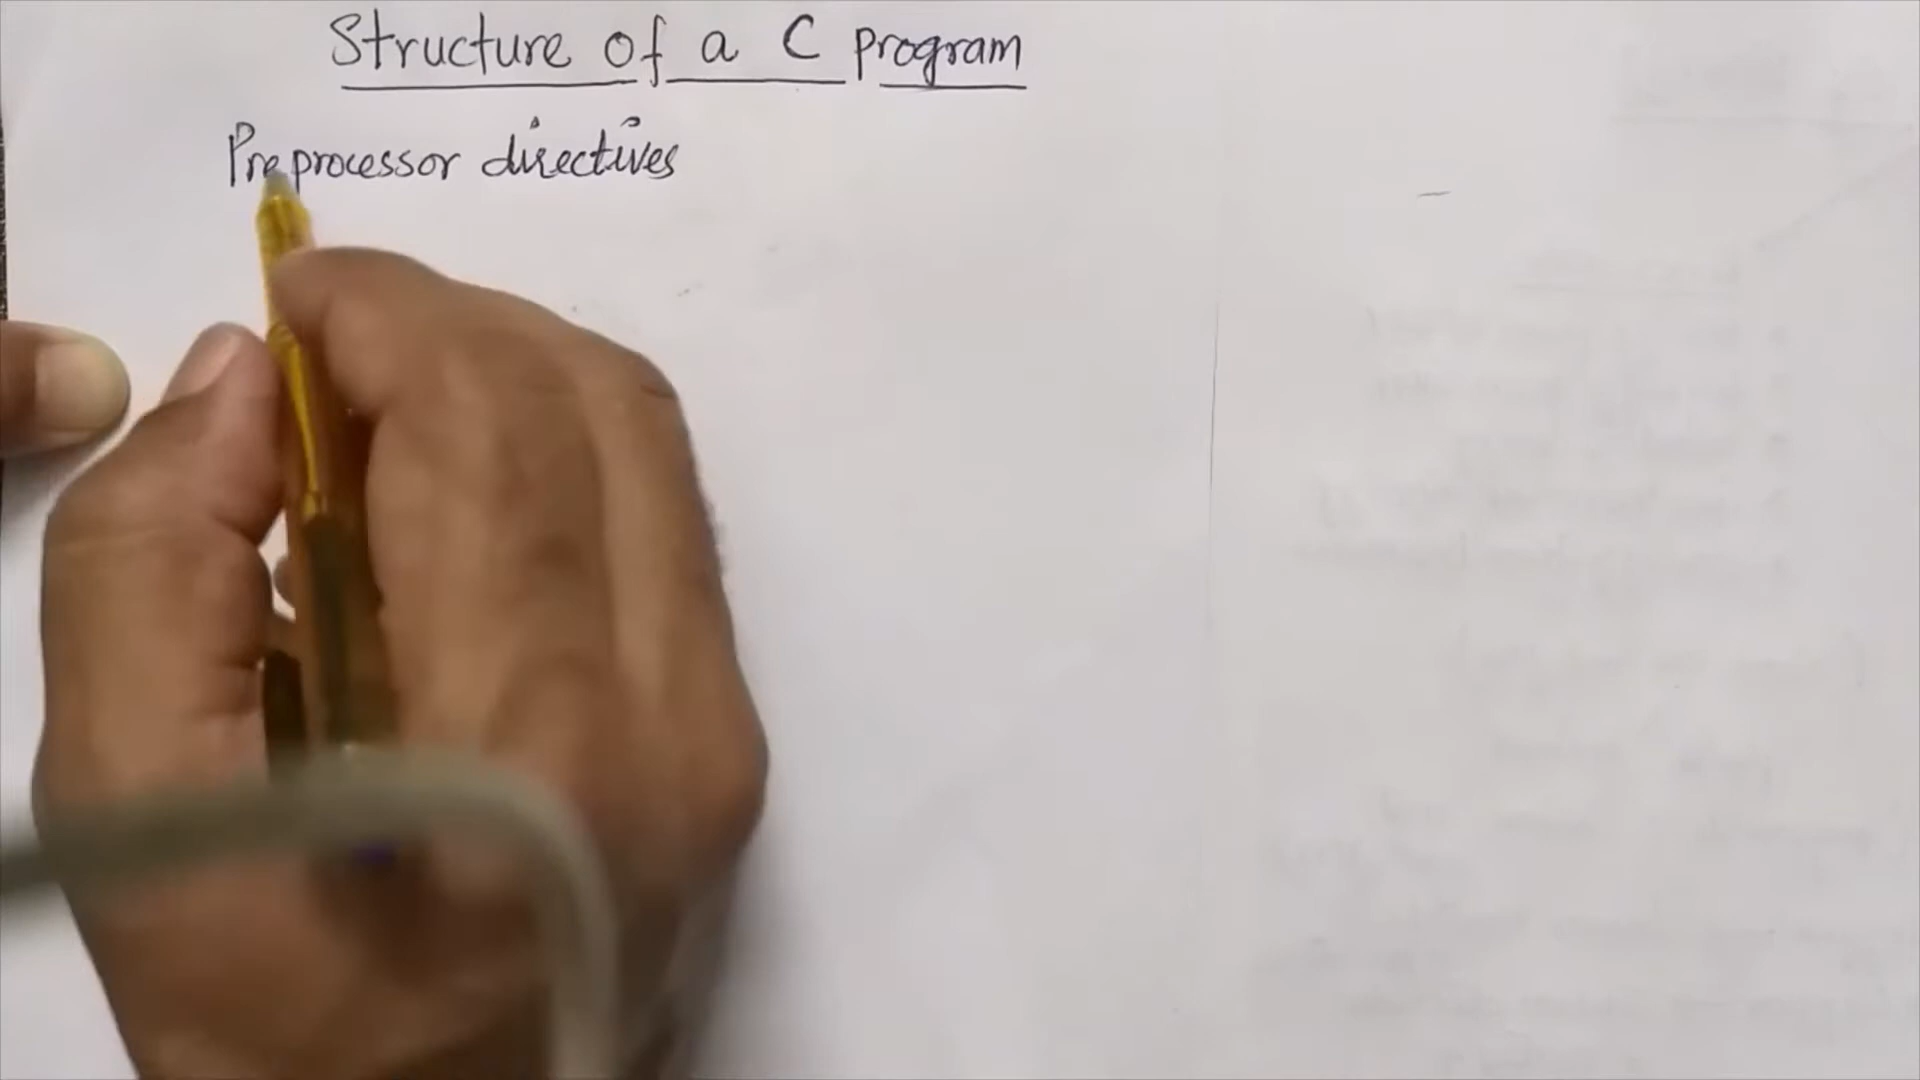 Structure of a C program
Preprocessor directives